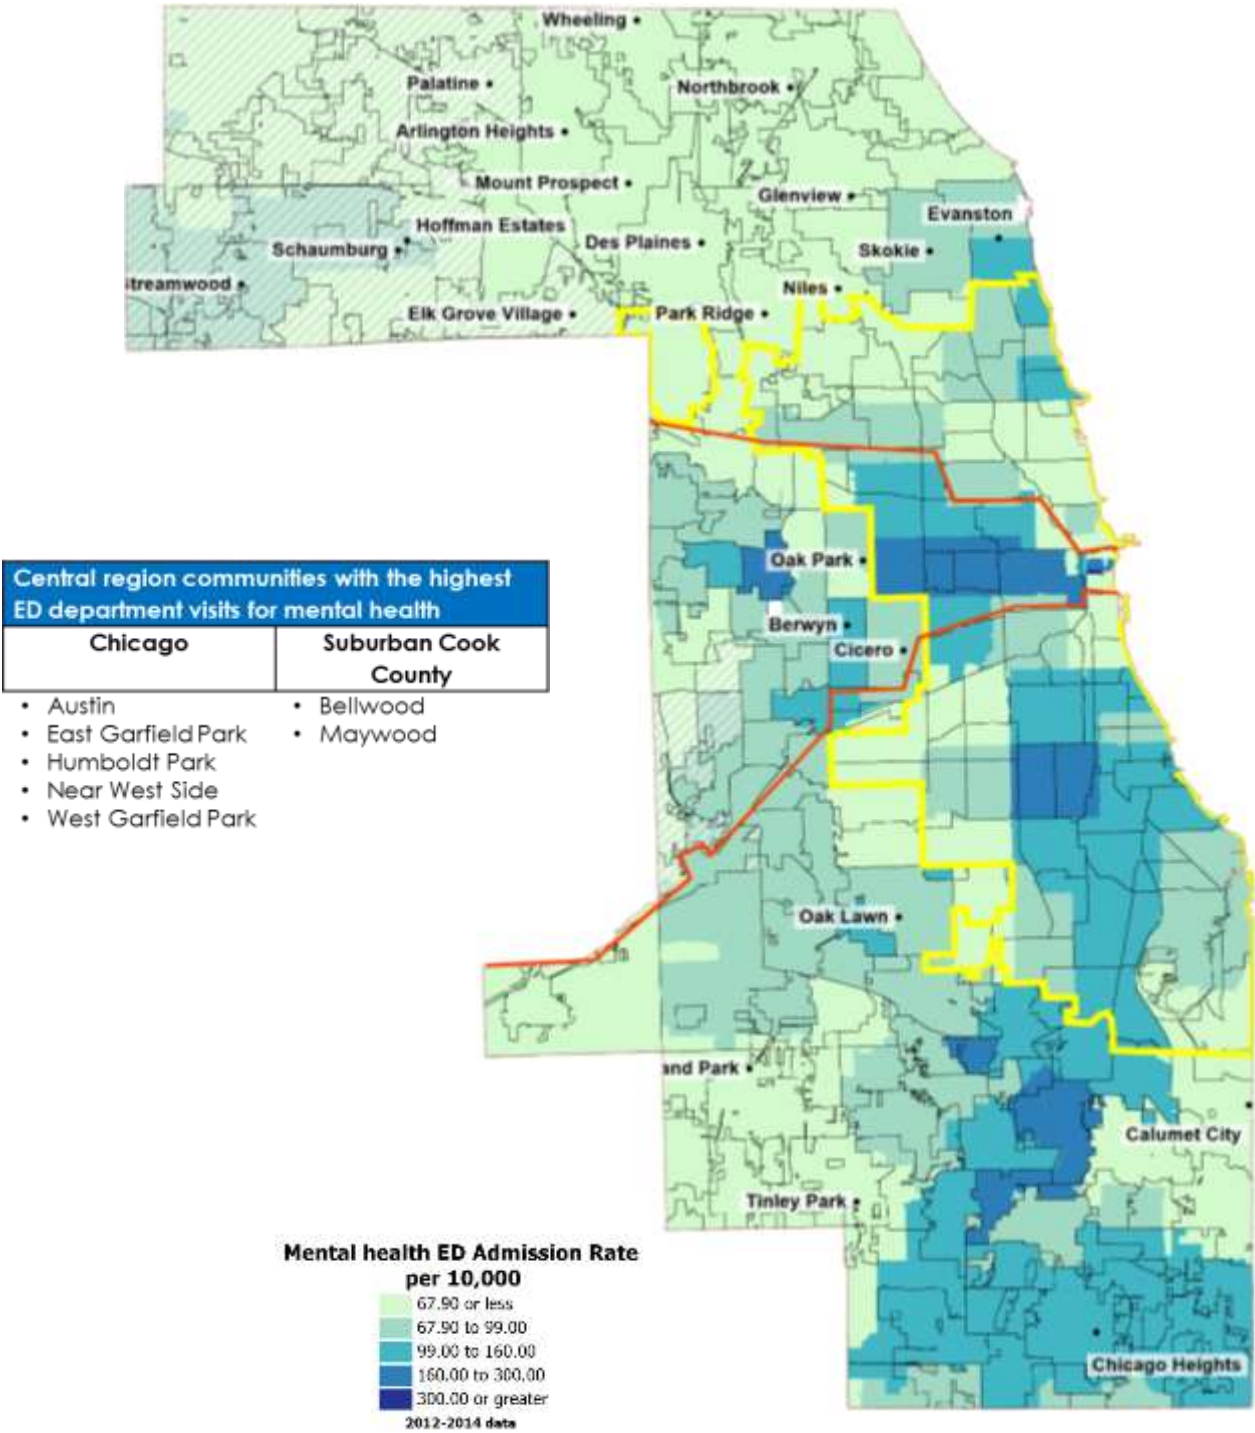 Wheeling
Palatine
Northbrook
Arlington Heights
Mount Prospect
Glenview
Evanston
Hoffman Estates
Schaumburg
Des Plaines
Skokie
treamwood
Niles
Elk Grove Village
Park Ridge
Oak Park
Central region communities with the highest
ED department visits for mental health
Chicago
Suburban Cook
County
• Austin
• East Garfield Park
• Humboldt Park
• Near West Side
• West Garfield Park
• Bellwood
• Maywood
Berwyn
Cicero
Oak Lawn
and Park
Calumet City
Tinley Park
Chicago Heights
Mental health ED Admission Rate
per 10,000
67.90 or less
67.90 to 99.00
99.00 to 160.00
160.00 to 300.00
300.00 or greater
2012-2014 data